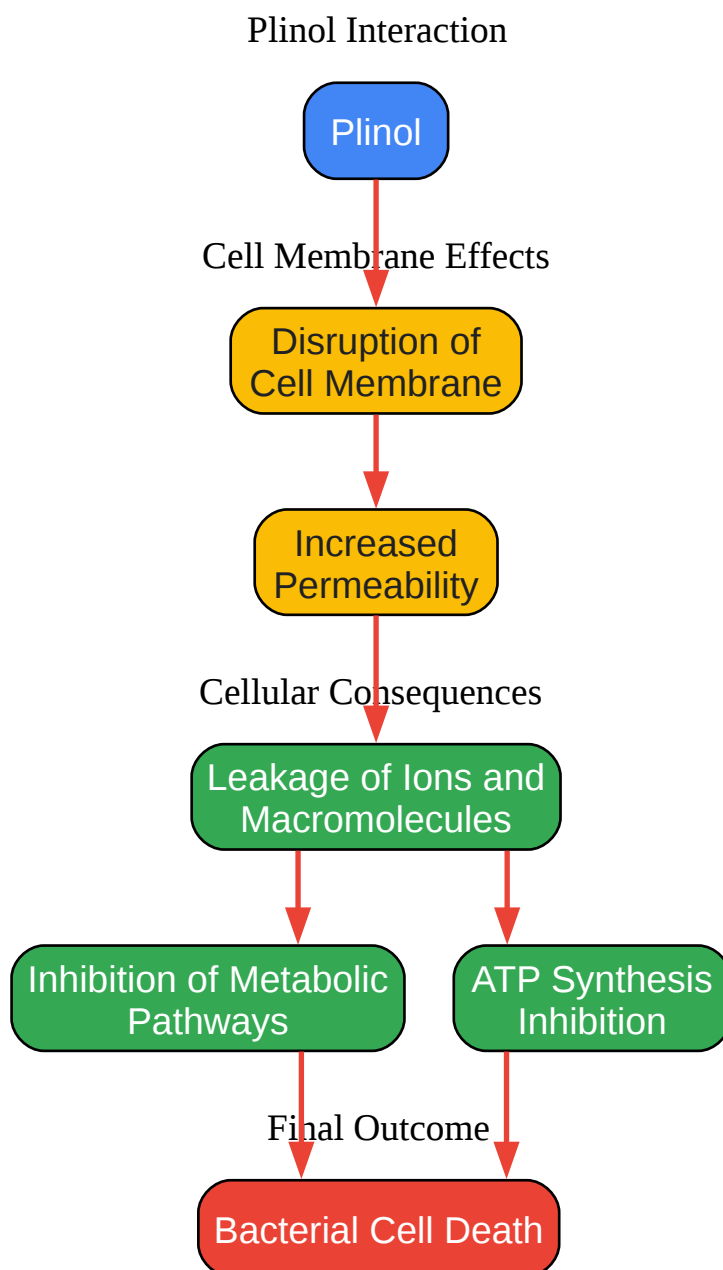 Plinol Interaction
Plinol
Cell Membrane Effects
Disruption of
Cell Membrane
Increased
Permeability
Cellular Consequences
Leakage of Ions and
Macromolecules
Inhibition of Metabolic
Pathways
ATP Synthesis
Inhibition
Final Outcome
Bacterial Cell Death